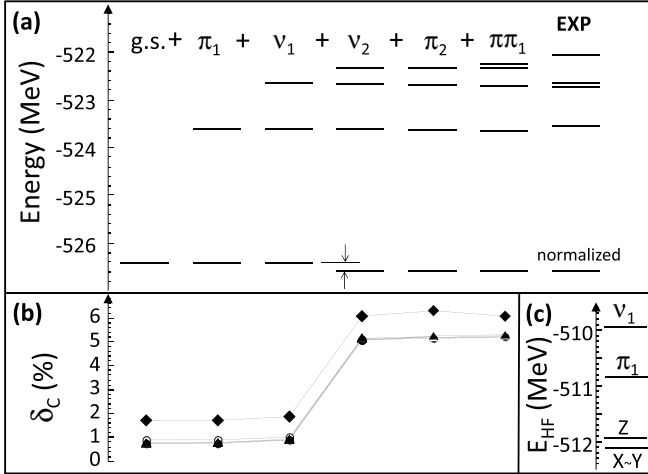 (a)
EXP
g.s. + π₁ + ν₁ + ν₂ + π₂ + ππ₁
Energy (MeV)
-522
-523
-524
-525
-526
normalized
(b)
δC (%)
6
5
4
3
2
1
0
(c)
EHF (MeV)
-510
-511
-512
ν₁
π₁
Z
X~Y